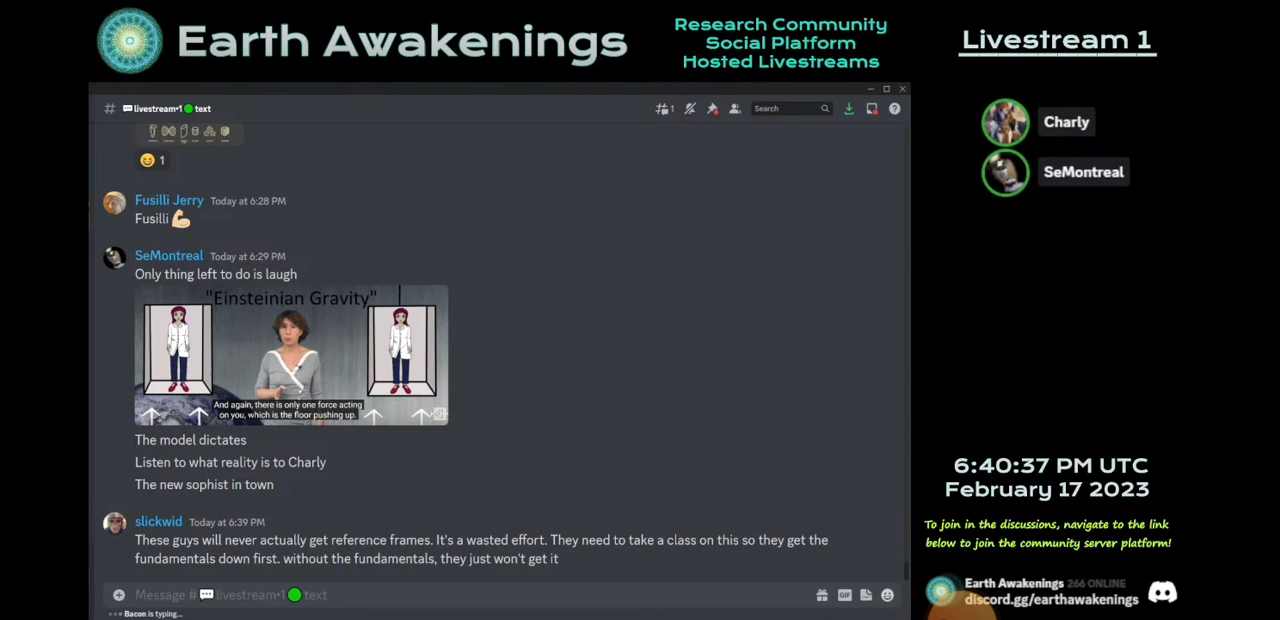 Earth Awakenings
Research Community
Social Platform
Hosted Livestreams
Livestream 1
# livestream•1 text
1
Search
1
Fusilli Jerry Today at 6:28 PM
Fusilli
SeMontreal Today at 6:29 PM
Only thing left to do is laugh
"Einsteinian Gravity"
And again, there is only one force acting
on you, which is the floor pushing up.
The model dictates
Listen to what reality is to Charly
The new sophist in town
slickwid Today at 6:39 PM
These guys will never actually get reference frames. It's a wasted effort. They need to take a class on this so they get the
fundamentals down first. without the fundamentals, they just won't get it
Message # livestream•1 text
GIF
Bacon is typing...
Charly
SeMontreal
6:40:37 PM UTC
February 17 2023
To join in the discussions, navigate to the link
below to join the community server platform!
Earth Awakenings 266 ONLINE
discord.gg/earthawakenings